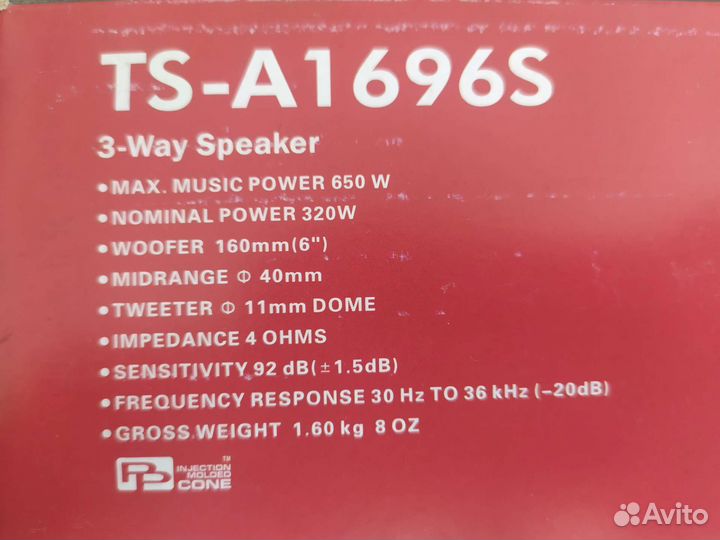 TS-A1696S
3-Way Speaker
•MAX. MUSIC POWER 650 W
•NOMINAL POWER 320W
•WOOFER 160mm(6")
•MIDRANGE Φ 40mm
•TWEETER Φ 11mm DOME
•IMPEDANCE 4 OHMS
•SENSITIVITY 92 dB(±1.5dB)
•FREQUENCY RESPONSE 30 Hz TO 36 kHz (-20dB)
•GROSS.WEIGHT 1.60 kg 8 OZ
INJECTION ™
MOLDED
CONE
Avito